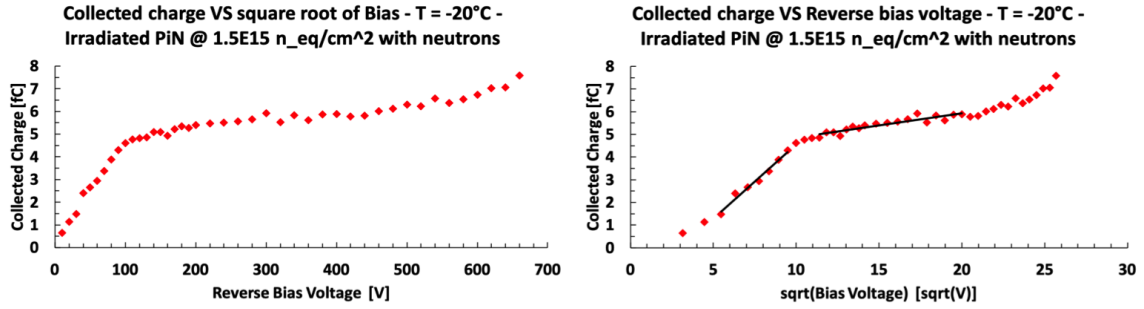 Collected charge VS square root of Bias - T = -20°C -
Irradiated PiN @ 1.5E15 n_eq/cm^2 with neutrons
8
7
6
5
4
3
2
1
0
Collected Charge [fC]
0 100 200 300 400 500 600 700
Reverse Bias Voltage [V]
Collected charge VS Reverse bias voltage - T = -20°C -
Irradiated PiN @ 1.5E15 n_eq/cm^2 with neutrons
8
7
6
5
4
3
2
1
0
Collected Charge [fC]
0 5 10 15 20 25 30
sqrt(Bias Voltage) [sqrt(V)]